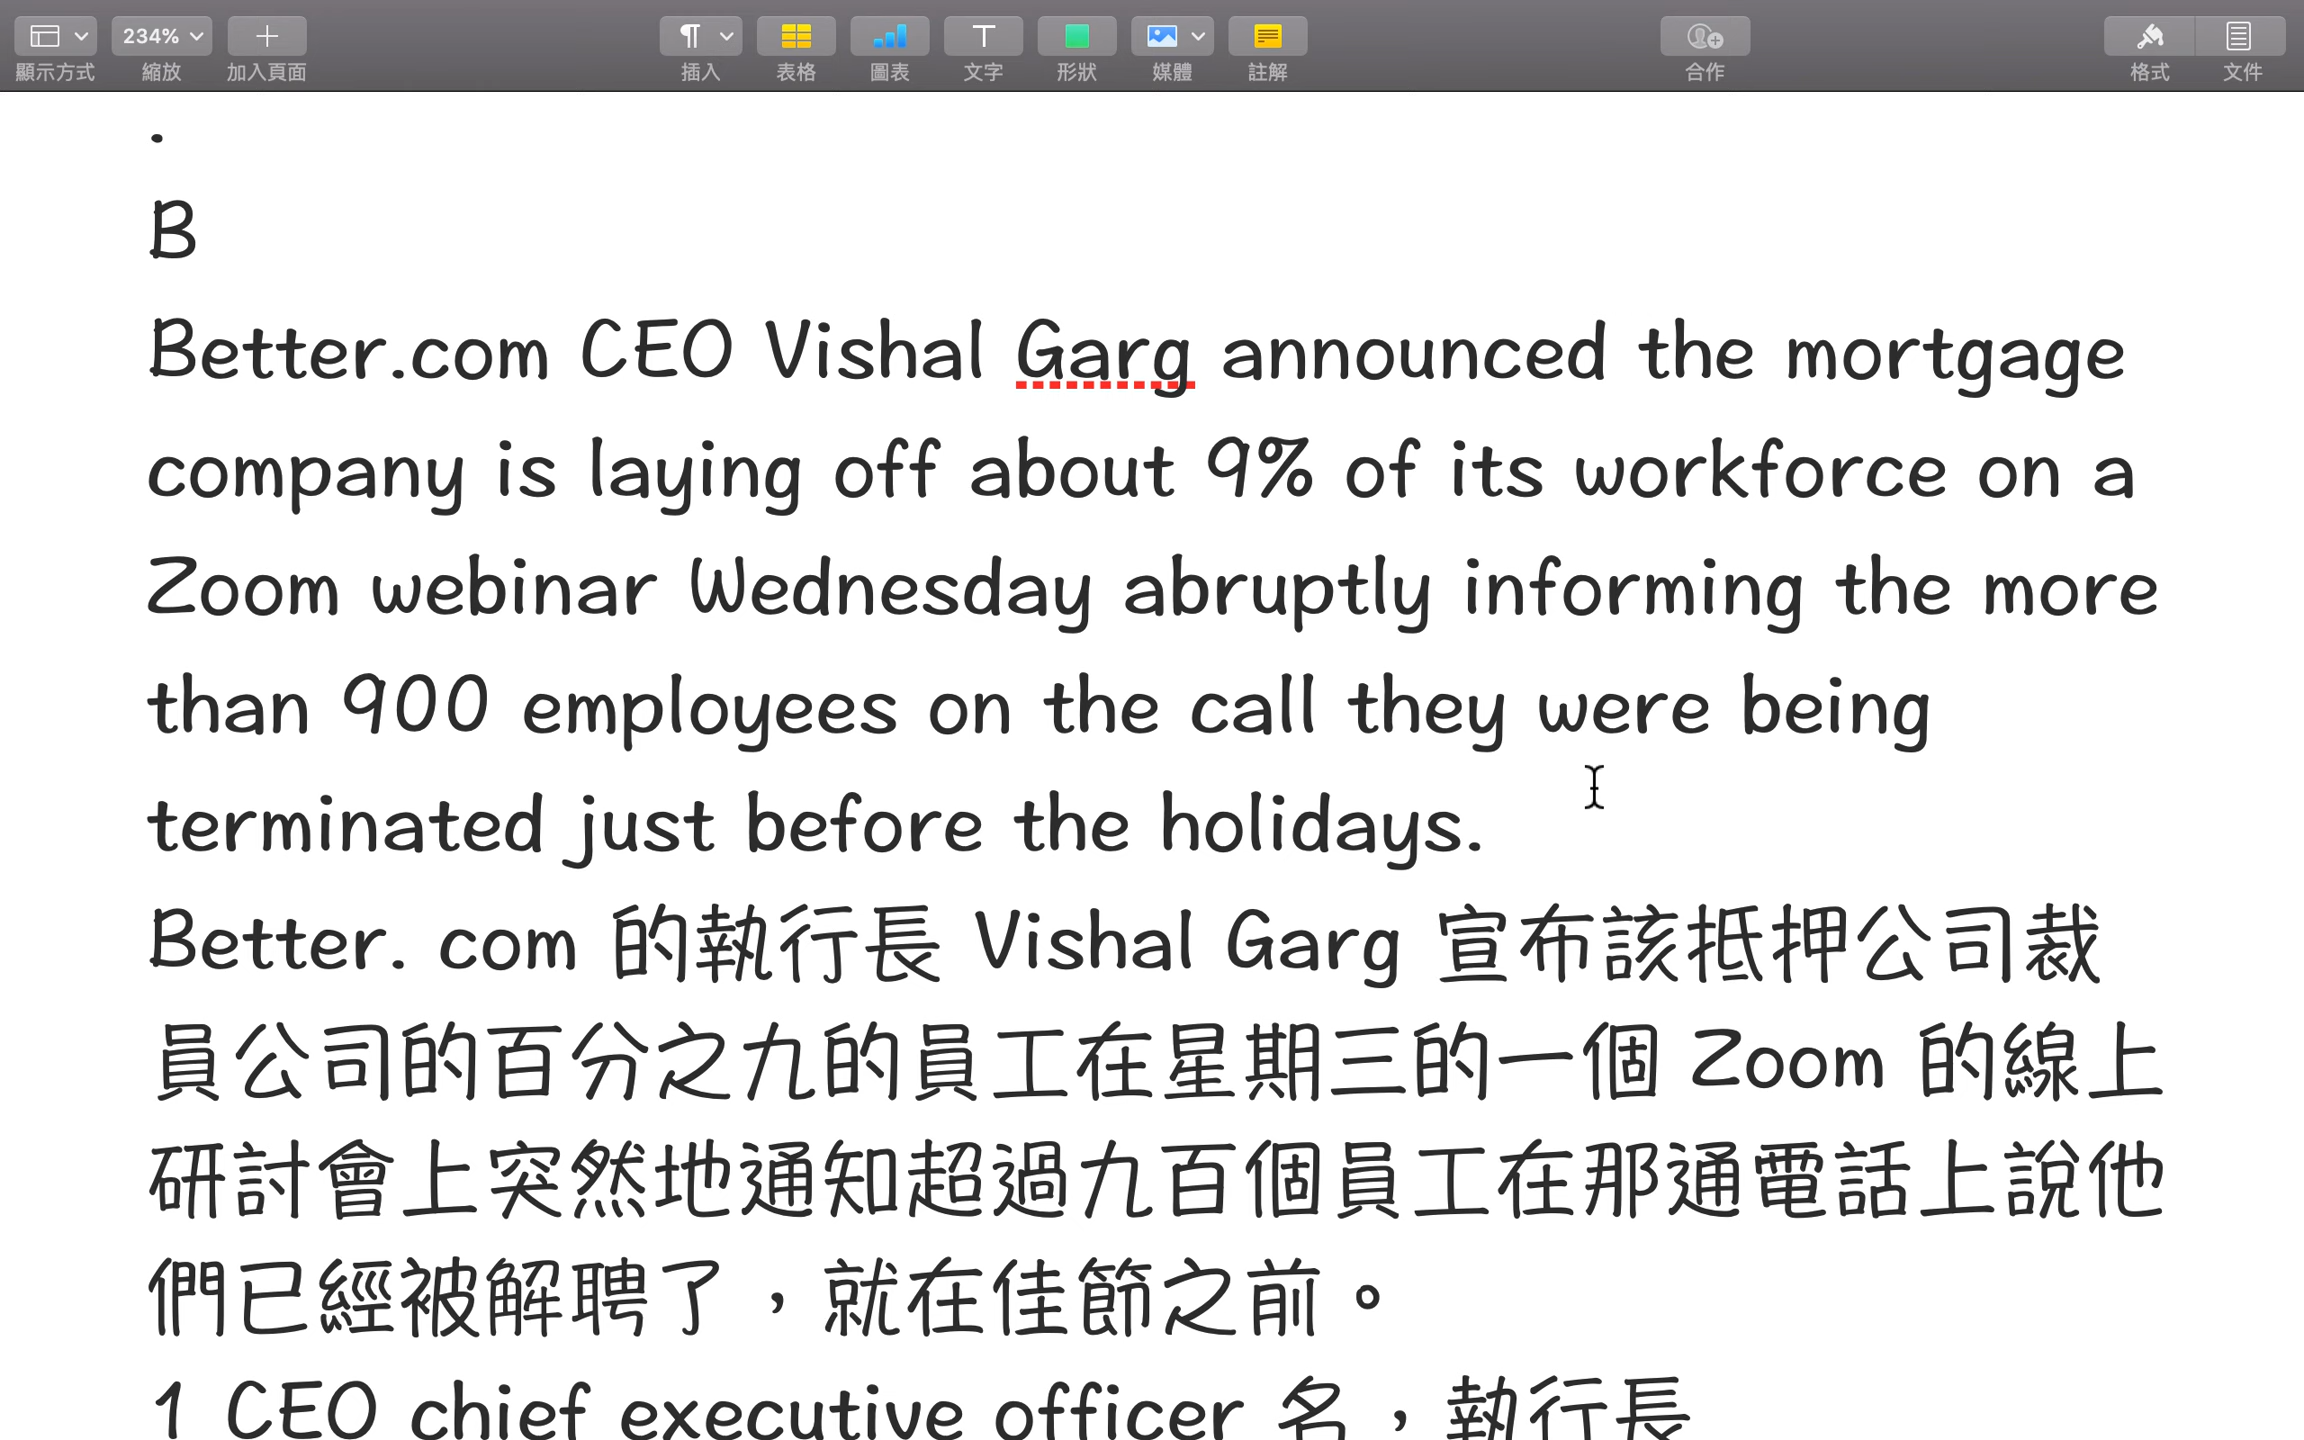 234%
顯示方式 縮放 加入頁面 插入 表格 圖表 文字 形狀 媒體 註解 合作 格式 文件
.
B
Better.com CEO Vishal Garg announced the mortgage
company is laying off about 9% of its workforce on a
Zoom webinar Wednesday abruptly informing the more
than 900 employees on the call they were being
terminated just before the holidays.
Better. com 的執行長 Vishal Garg 宣布該抵押公司裁
員公司的百分之九的員工在星期三的一個 Zoom 的線上
研討會上突然地通知超過九百個員工在那通電話上說他
們已經被解聘了，就在佳節之前。
1 CEO chief executive officer 名，執行長